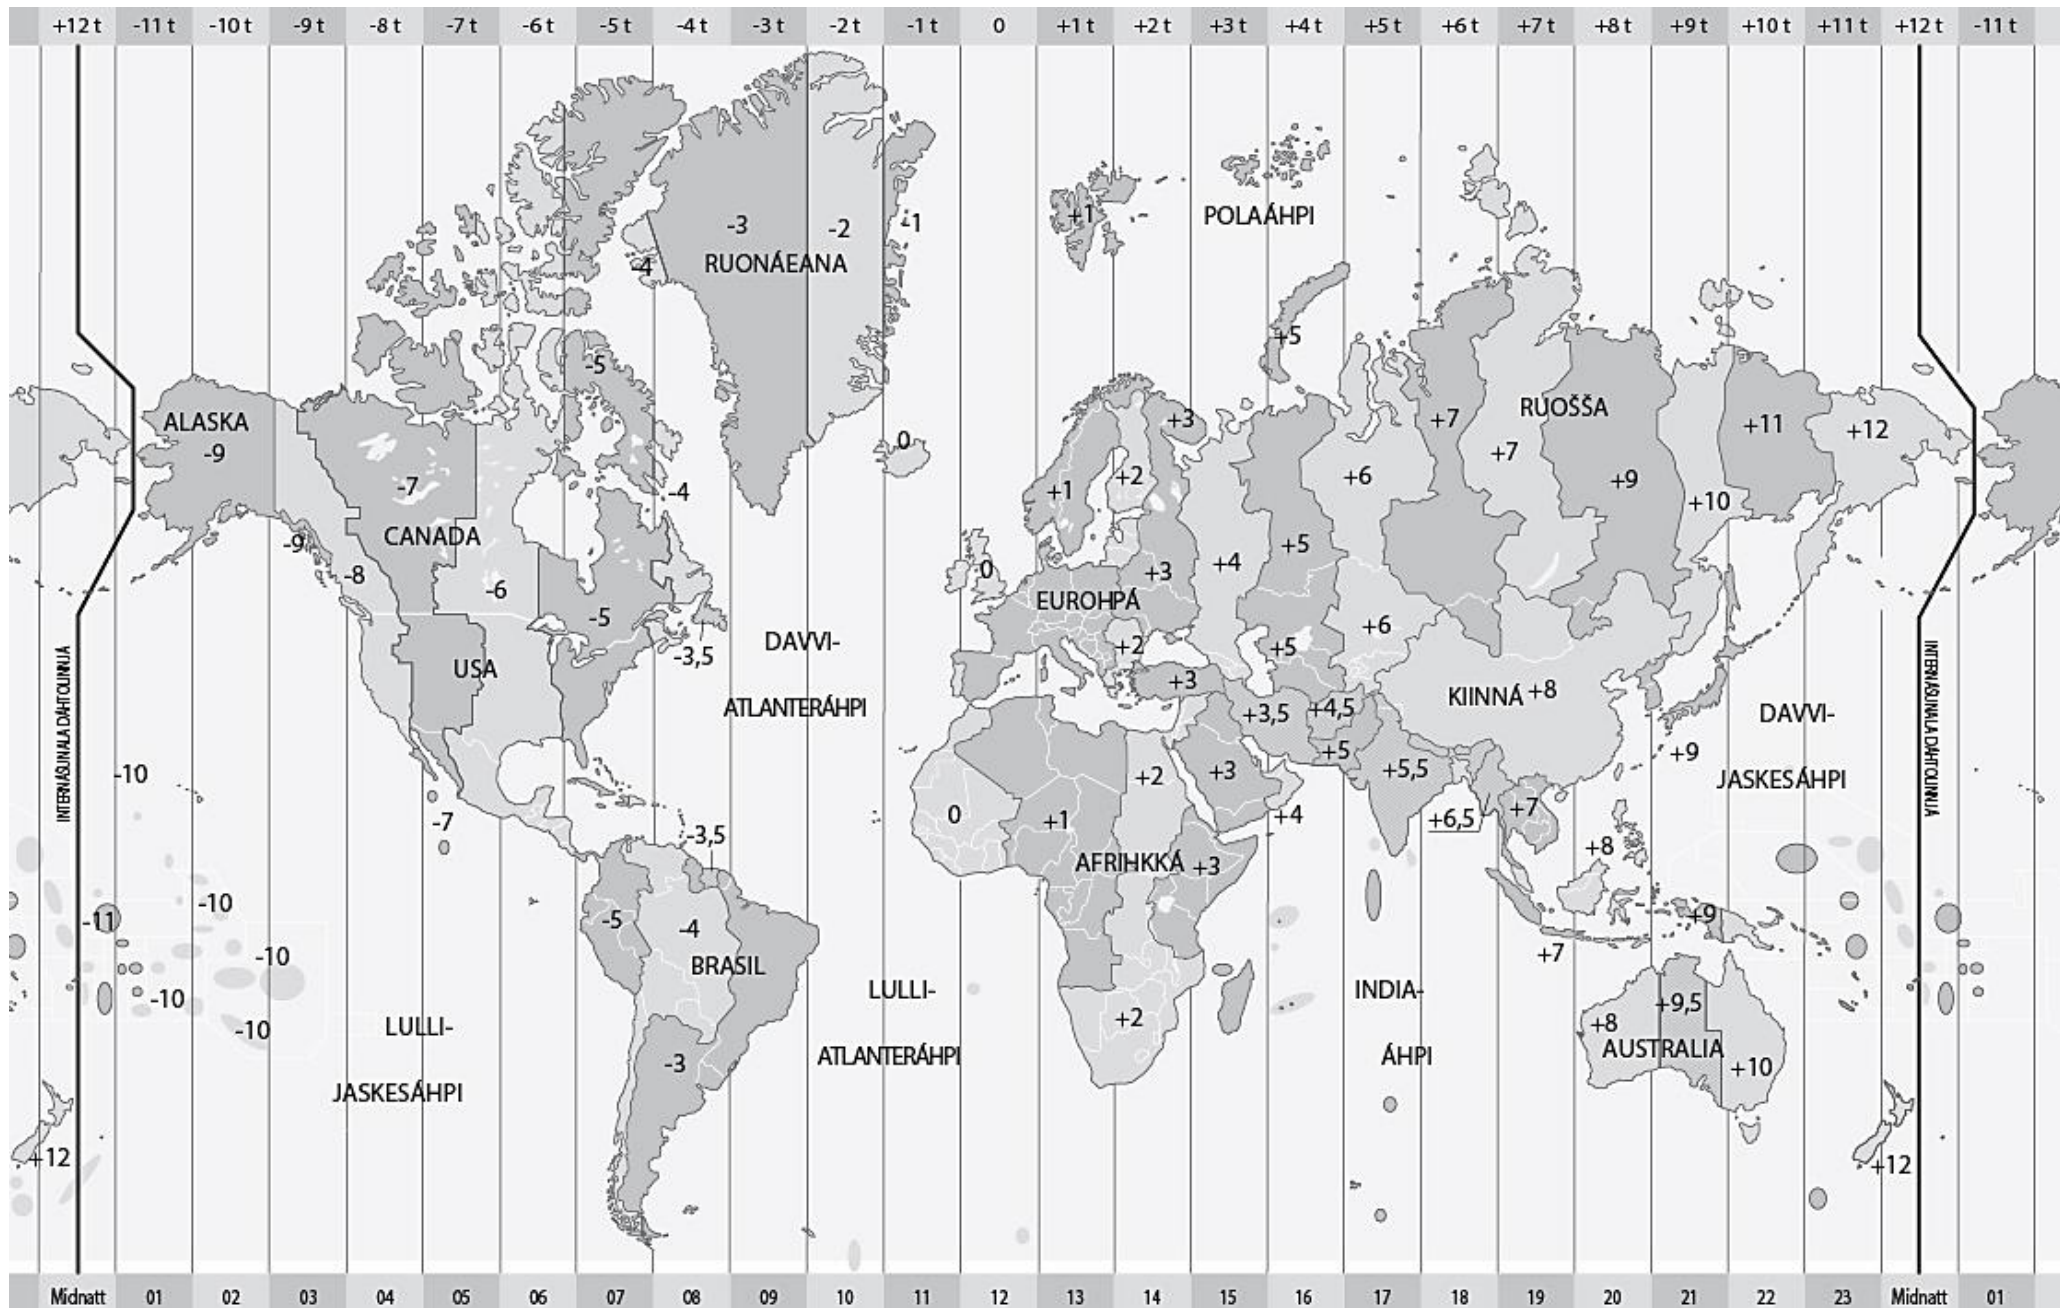 +12 t -11 t -10 t -9 t -8 t -7 t -6 t -5 t -4 t -3 t -2 t -1 t 0 +1 t +2 t +3 t +4 t +5 t +6 t +7 t +8 t +9 t +10 t +11 t +12 t -11 t
+1
POLAÁHPI
-3
-2
-1
-4
RUONÁEANA
+5
-5
ALASKA
-9
RUOŠŠA
+3
+7
+11
+12
0
-7
-4
+1
+2
+6
+7
+9
+10
CANADA
-9
-8
-6
-5
0
+3
+4
+5
EUROHPÁ
+6
DAVVI-
ATLANTERÁHPI
-3,5
USA
+2
+5
+3
KIINNÁ +8
+3,5
+4,5
+5
+5,5
DAVVI-
JASKESÁHPI
+9
INTERNÁSUNALA DÁHTOLINNJÁ
INTERNÁSUNALA DÁHTOLINNJÁ
-10
-7
-3,5
0
+1
+2
+3
+4
+6,5
+7
+8
AFRIHKKÁ
+3
-11
-10
-10
-10
-10
-5
-4
BRASIL
-3
+9
+7
LULLI-
JASKESÁHPI
LULLI-
ATLANTERÁHPI
+2
INDIA-
ÁHPI
+9,5
+8
AUSTRALIA
+10
+12
+12
Midnatt 01 02 03 04 05 06 07 08 09 10 11 12 13 14 15 16 17 18 19 20 21 22 23 Midnatt 01